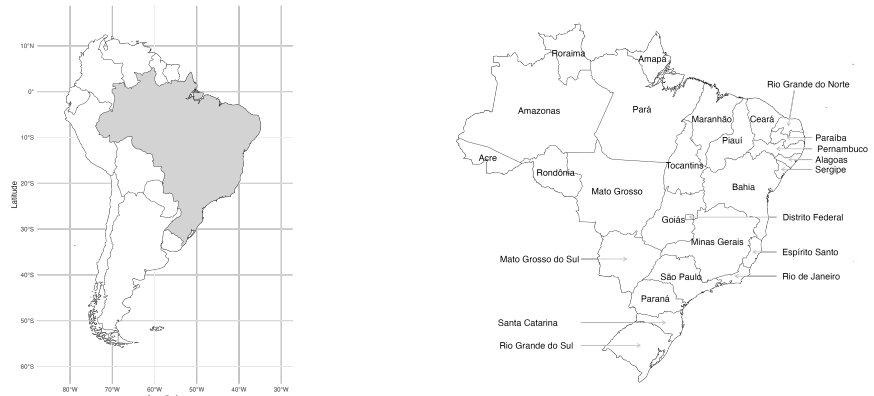 10°N
0°
10°S
20°S
30°S
40°S
50°S
60°S
Latitude
80°W 70°W 60°W 50°W 40°W 30°W
Roraima
Amapá
Rio Grande do Norte
Amazonas
Pará
Maranhão
Ceará
Paraíba
Piauí
Pernambuco
Acre
Alagoas
Tocantins
Sergipe
Rondônia
Mato Grosso
Bahia
Goiás
Distrito Federal
Minas Gerais
Espírito Santo
Mato Grosso do Sul
São Paulo
Rio de Janeiro
Paraná
Santa Catarina
Rio Grande do Sul